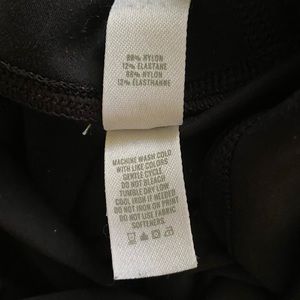 88% NYLON
12% ELASTANE
88% NYLON
12% ELASTHANNE
MACHINE WASH COLD
WITH LIKE COLORS
GENTLE CYCLE.
DO NOT BLEACH
TUMBLE DRY LOW
COOL IRON IF NEEDED
DO NOT IRON ON PRINT
DO NOT USE FABRIC
SOFTENERS.